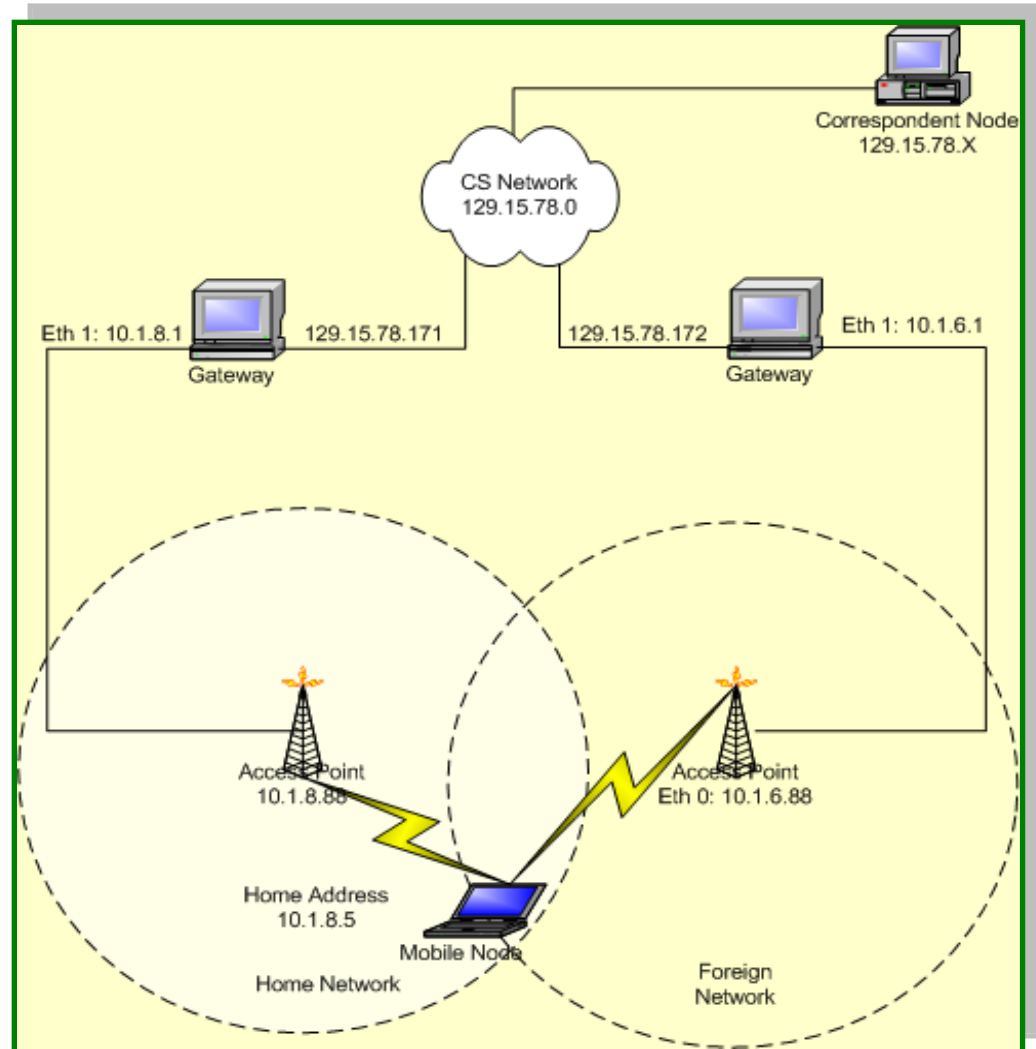 Correspondent Node
129.15.78.X
CS Network
129.15.78.0
Eth 1: 10.1.8.1
129.15.78.171
Gateway
129.15.78.172
Eth 1: 10.1.6.1
Gateway
Access Point
10.1.8.88
Access Point
Eth 0: 10.1.6.88
Home Address
10.1.8.5
Mobile Node
Home Network
Foreign
Network